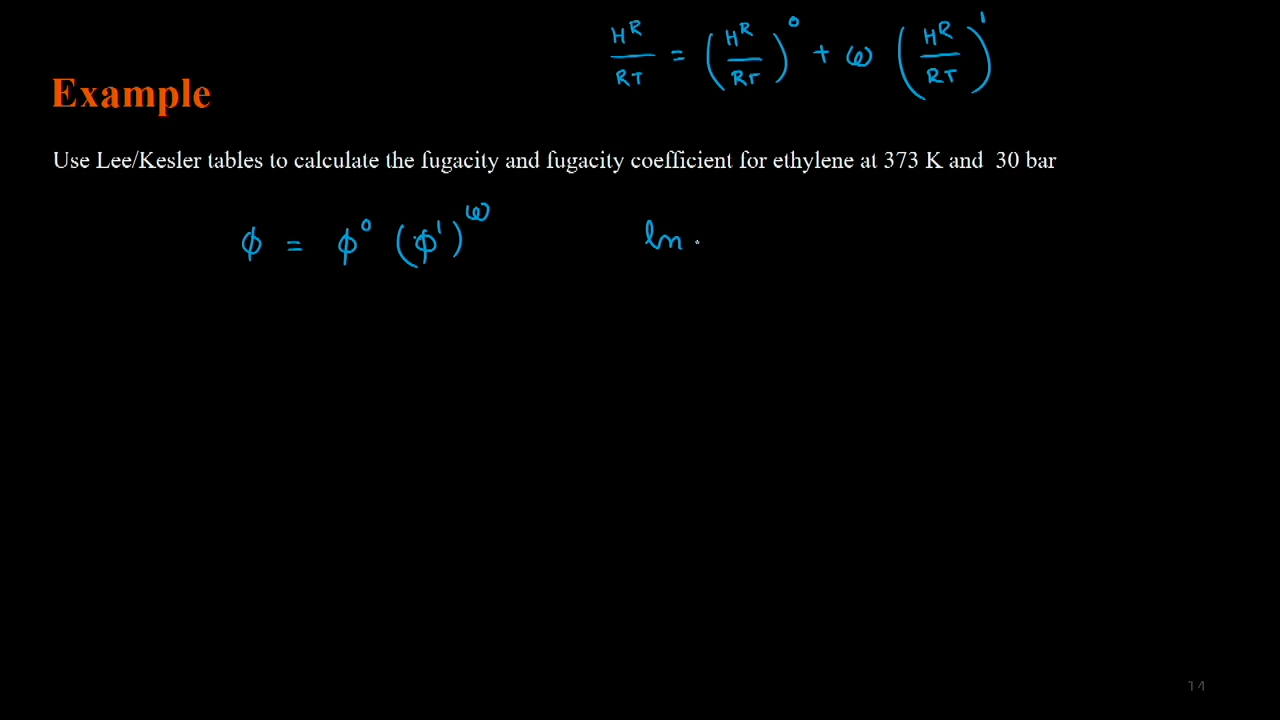 H^R/RT = (H^R/RT)^0 + ω (H^R/RT)^1
Example
Use Lee/Kesler tables to calculate the fugacity and fugacity coefficient for ethylene at 373 K and 30 bar
ϕ = ϕ^0 (ϕ^1)^ω ln
14